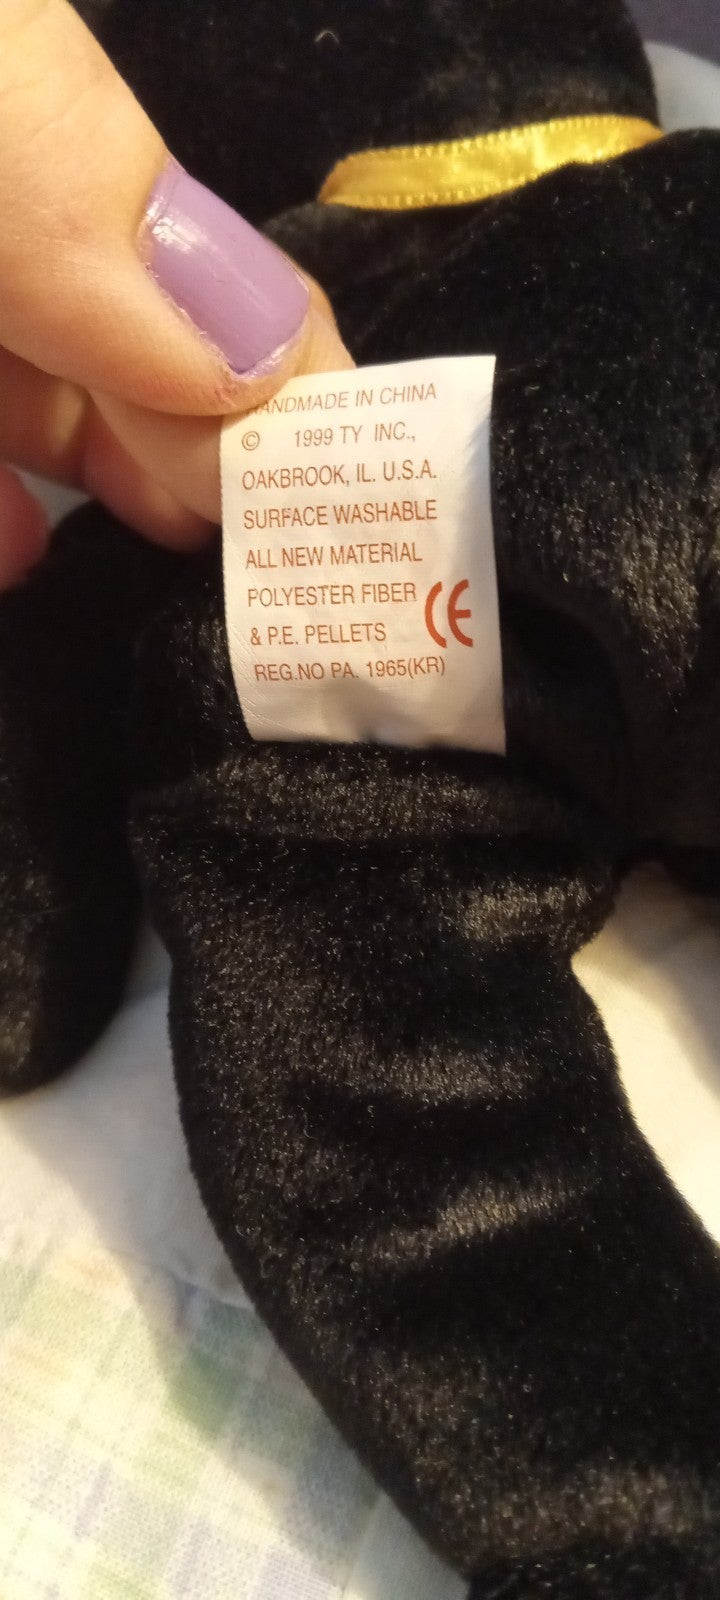 HANDMADE IN CHINA
© 1999 TY INC.,
OAKBROOK, IL. U.S.A.
SURFACE WASHABLE
ALL NEW MATERIAL
POLYESTER FIBER
& P.E. PELLETS
CE
REG.NO PA. 1965(KR)